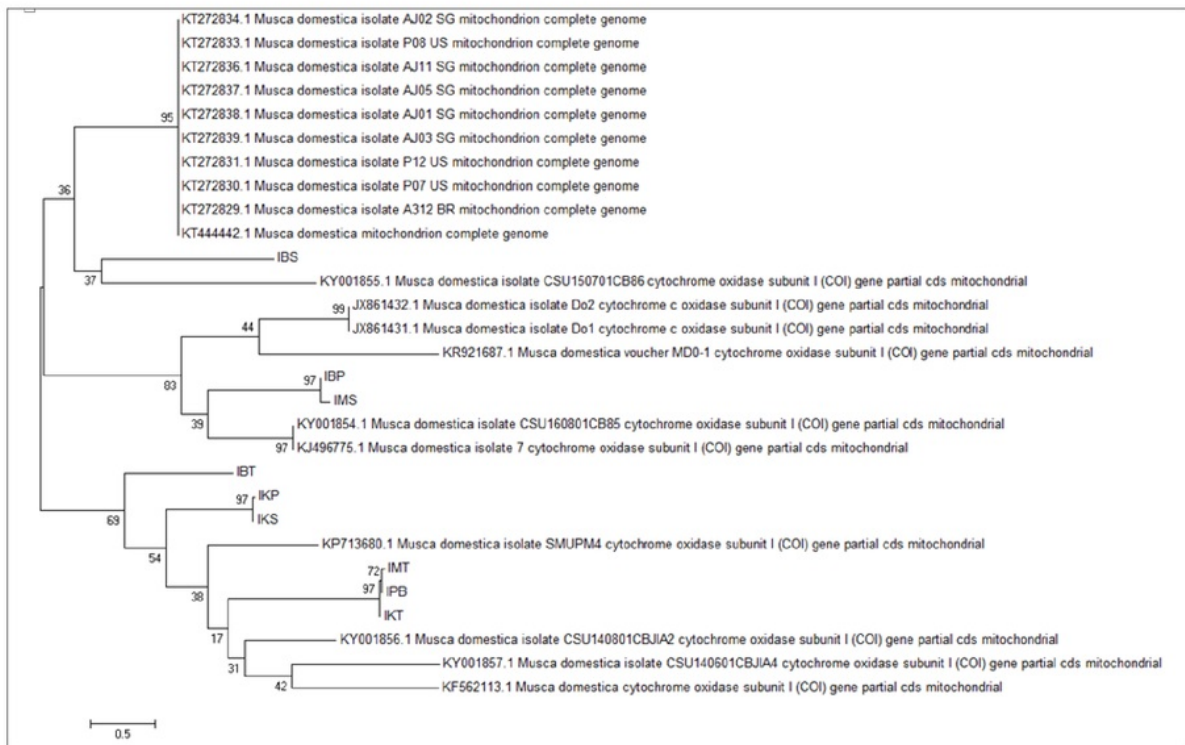 KT272834.1 Musca domestica isolate AJ02 SG mitochondrion complete genome
KT272833.1 Musca domestica isolate P08 US mitochondrion complete genome
KT272836.1 Musca domestica isolate AJ11 SG mitochondrion complete genome
KT272837.1 Musca domestica isolate AJ05 SG mitochondrion complete genome
KT272838.1 Musca domestica isolate AJ01 SG mitochondrion complete genome
95
KT272839.1 Musca domestica isolate AJ03 SG mitochondrion complete genome
KT272831.1 Musca domestica isolate P12 US mitochondrion complete genome
KT272830.1 Musca domestica isolate P07 US mitochondrion complete genome
36
KT272829.1 Musca domestica isolate A312 BR mitochondrion complete genome
KT444442.1 Musca domestica mitochondrion complete genome
IBS
37
KY001855.1 Musca domestica isolate CSU150701CB86 cytochrome oxidase subunit I (COI) gene partial cds mitochondrial
99
JX861432.1 Musca domestica isolate Do2 cytochrome c oxidase subunit I (COI) gene partial cds mitochondrial
44
JX861431.1 Musca domestica isolate Do1 cytochrome c oxidase subunit I (COI) gene partial cds mitochondrial
KR921687.1 Musca domestica voucher MD0-1 cytochrome oxidase subunit I (COI) gene partial cds mitochondrial
83
97
IBP
IMS
39
KY001854.1 Musca domestica isolate CSU160801CB85 cytochrome oxidase subunit I (COI) gene partial cds mitochondrial
97
KJ496775.1 Musca domestica isolate 7 cytochrome oxidase subunit I (COI) gene partial cds mitochondrial
IBT
97
IKP
69
IKS
54
KP713680.1 Musca domestica isolate SMUPM4 cytochrome oxidase subunit I (COI) gene partial cds mitochondrial
72
IMT
38
97
IPB
IKT
17
KY001856.1 Musca domestica isolate CSU140801CBJIA2 cytochrome oxidase subunit I (COI) gene partial cds mitochondrial
31
KY001857.1 Musca domestica isolate CSU140601CBJIA4 cytochrome oxidase subunit I (COI) gene partial cds mitochondrial
42
KF562113.1 Musca domestica cytochrome oxidase subunit I (COI) gene partial cds mitochondrial
0.5